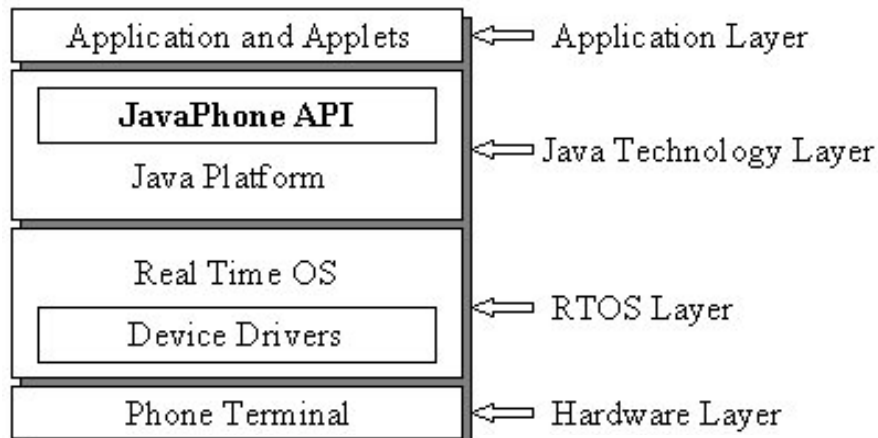 Application and Applets
Application Layer
JavaPhone API
Java Platform
Java Technology Layer
Real Time OS
Device Drivers
RTOS Layer
Phone Terminal
Hardware Layer